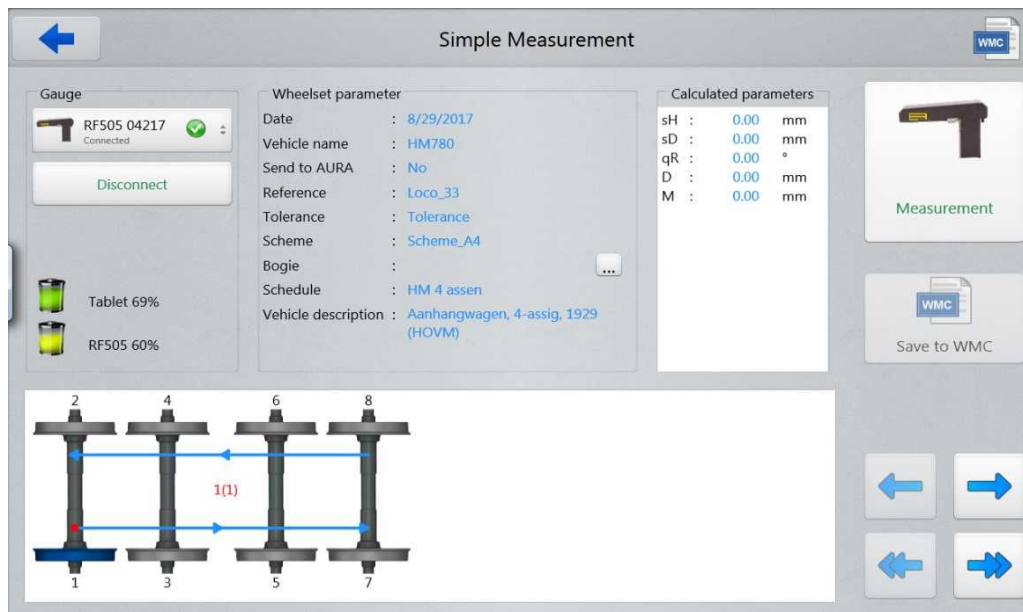 Simple Measurement
WMC
Gauge
RF505 04217
Connected
Disconnect
Tablet 69%
RF505 60%
Wheelset parameter
Date : 8/29/2017
Vehicle name : HM780
Send to AURA : No
Reference : Loco_33
Tolerance : Tolerance
Scheme : Scheme_A4
Bogie :
...
Schedule : HM 4 assen
Vehicle description : Aanhangwagen, 4-assig, 1929
(HOVM)
Calculated parameters
sH : 0.00 mm
sD : 0.00 mm
qR : 0.00 °
D : 0.00 mm
M : 0.00 mm
Measurement
WMC
Save to WMC
2 4 6 8
1(1)
1 3 5 7